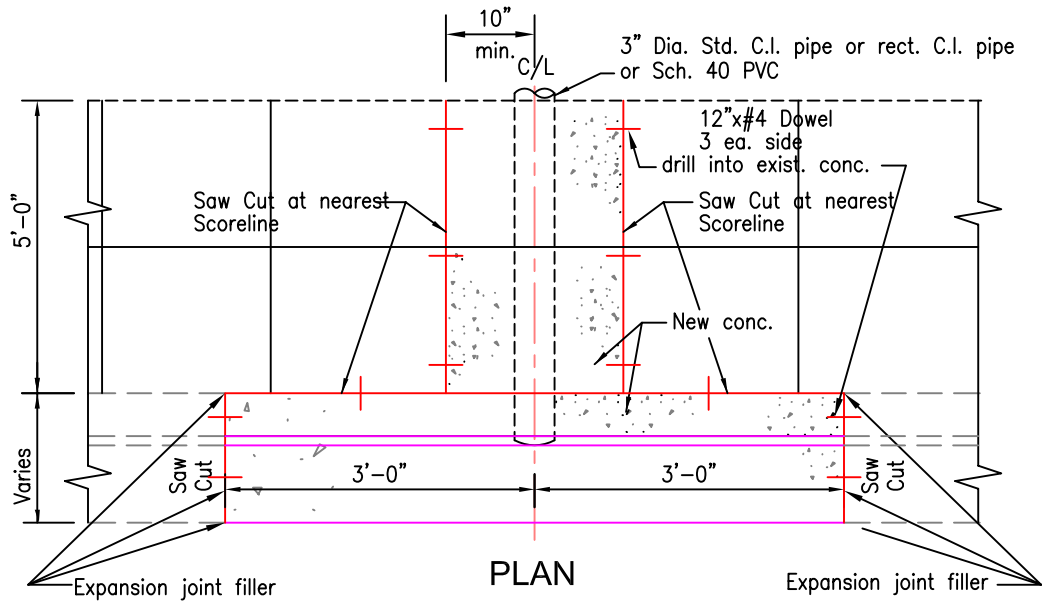 10"
min.
C/L
3" Dia. Std. C.I. pipe or rect. C.I. pipe
or Sch. 40 PVC
12"x#4 Dowel
3 ea. side
drill into exist. conc.
Saw Cut at nearest
Scoreline
Saw Cut at nearest
Scoreline
5'-0"
New conc.
Varies
Saw
Cut
3'-0"
3'-0"
Saw
Cut
Expansion joint filler
PLAN
Expansion joint filler